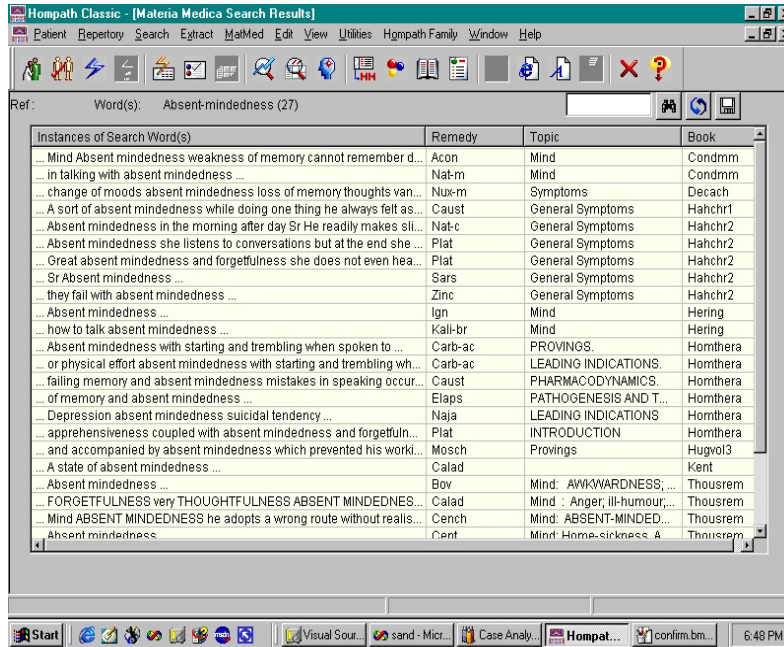 Hompath Classic - [Materia Medica Search Results]
Patient Repertory Search Extract MatMed Edit View Utilities Hompath Family Window Help
Ref : Word(s): Absent-mindedness (27)
Instances of Search Word(s) Remedy Topic Book
... Mind Absent mindedness weakness of memory cannot remember d... Acon Mind Condmm
... in talking with absent mindedness ... Nat-m Mind Condmm
... change of moods absent mindedness loss of memory thoughts van... Nux-m Symptoms Decach
... A sort of absent mindedness while doing one thing he always felt as... Caust General Symptoms Hahchr1
... Absent mindedness in the morning after day Sr He readily makes sli... Nat-c General Symptoms Hahchr2
... Absent mindedness she listens to conversations but at the end she ... Plat General Symptoms Hahchr2
... Great absent mindedness and forgetfulness she does not even hea... Plat General Symptoms Hahchr2
... Sr Absent mindedness ... Sars General Symptoms Hahchr2
... they fail with absent mindedness ... Zinc General Symptoms Hahchr2
... Absent mindedness ... Ign Mind Hering
... how to talk absent mindedness ... Kali-br Mind Hering
... Absent mindedness with starting and trembling when spoken to ... Carb-ac PROVINGS. Homthera
... or physical effort absent mindedness with starting and trembling wh... Carb-ac LEADING INDICATIONS. Homthera
... failing memory and absent mindedness mistakes in speaking occur... Caust PHARMACODYNAMICS. Homthera
... of memory and absent mindedness ... Elaps PATHOGENESIS AND T... Homthera
... Depression absent mindedness suicidal tendency ... Naja LEADING INDICATIONS Homthera
... apprehensiveness coupled with absent mindedness and forgetfuln... Plat INTRODUCTION Homthera
... and accompanied by absent mindedness which prevented his worki... Mosch Provings Hugvol3
... A state of absent mindedness ... Calad Kent
... Absent mindedness ... Bov Mind: AWKWARDNESS; ... Thousrem
... FORGETFULNESS very THOUGHTFULNESS ABSENT MINDEDNES... Calad Mind : Anger; ill-humour;... Thousrem
... Mind ABSENT MINDEDNESS he adopts a wrong route without realis... Cench Mind: ABSENT-MINDED... Thousrem
... Absent mindedness ... Cent Mind: Home-sickness. A... Thousrem
Start Visual Sour... sand - Micr... Case Analy... Hompat... confirm.bm... 6:48 PM